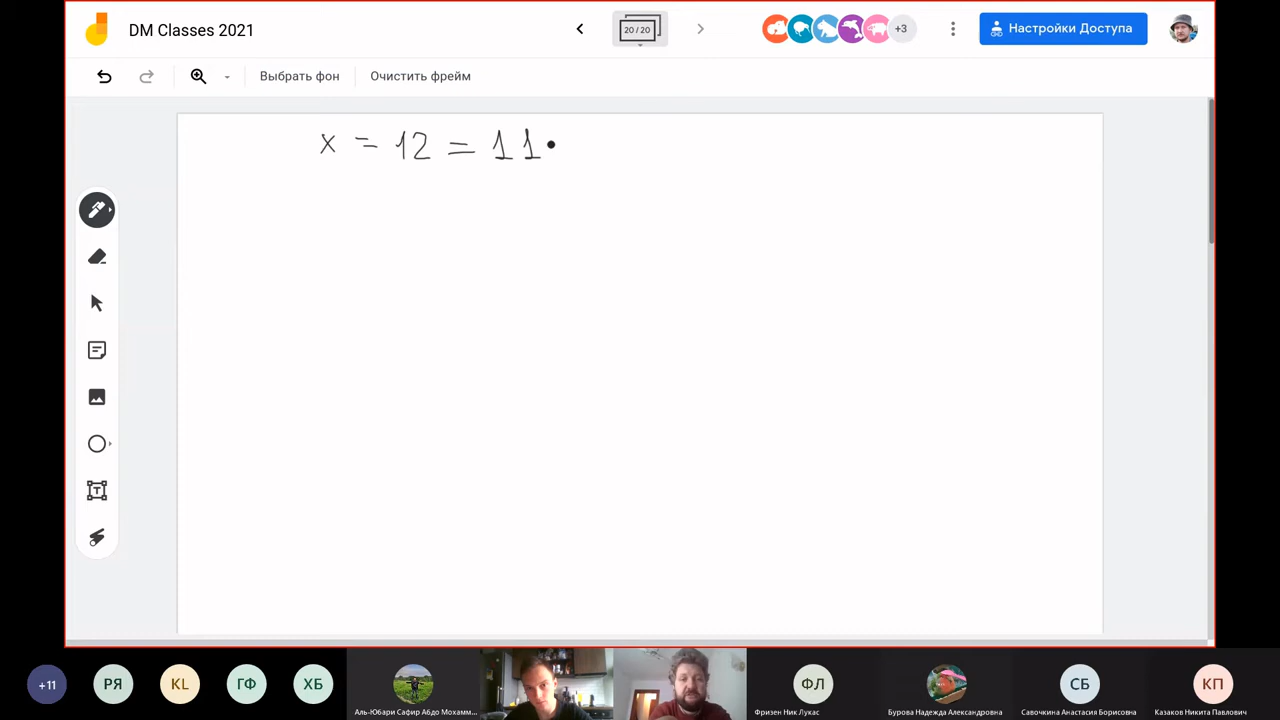 DM Classes 2021
20 / 20
+3
Настройки Доступа
Выбрать фон
Очистить фрейм
x = 12 = 11
+11
РЯ
KL
ГФ
ХБ
Аль-Юбари Сафир Абдо Мохамм...
ФЛ
Фризен Ник Лукас
Бурова Надежда Александровна
СБ
Савочкина Анастасия Борисовна
КП
Казаков Никита Павлович